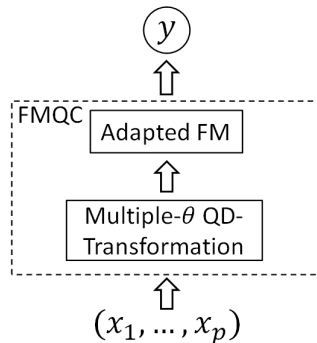 y
FMQC
Adapted FM
Multiple-θ QD-
Transformation
(x₁, ..., xₚ)